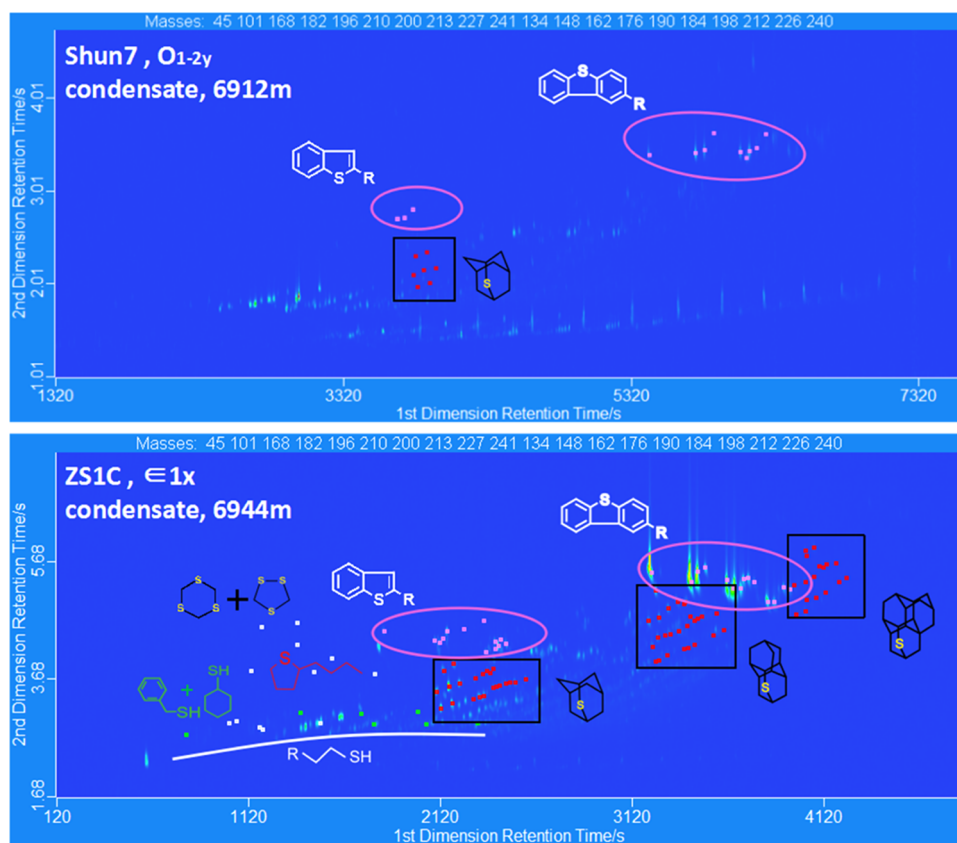 Masses: 45 101 168 182 196 210 200 213 227 241 134 148 162 176 190 184 198 212 226 240
Shun7 , O1-2y
condensate, 6912m
2nd Dimension Retention Time/s
4.01
3.01
2.01
1.01
S
R
S
R
S
1320
3320
5320
7320
1st Dimension Retention Time/s
Masses: 45 101 168 182 196 210 200 213 227 241 134 148 162 176 190 184 198 212 226 240
ZS1C , ∈1x
condensate, 6944m
2nd Dimension Retention Time/s
5.68
3.68
1.68
S
R
S
S
S
+
S
S
S
S
R
S
SH
+
SH
S
S
S
R
SH
120
1120
2120
3120
4120
1st Dimension Retention Time/s